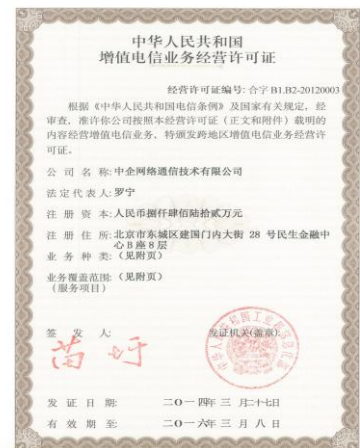 中华人民共和国
增值电信业务经营许可证
经营许可证编号: 合字 B1.B2-20120003
根据《中华人民共和国电信条例》及国家有关规定，经
审查，准许你公司按照本经营许可证（正文和附件）载明的
内容经营增值电信业务，特颁发跨地区增值电信业务经营许
可证。
公 司 名 称: 中企网络通信技术有限公司
法定代表人: 罗宁
注 册 资 本: 人民币捌仟肆佰陆拾贰万元
注 册 住 所: 北京市东城区建国门内大街 28 号民生金融中
心 B 座 8 层
业 务 种 类: （见附页）
业务覆盖范围: （见附页）
（服务项目）
签 发 人:
苗圩
发证机关(盖章):
发 证 日 期: 二○一四年 三 月二十七日
有 效 期 至: 二○一六年 三 月 八 日